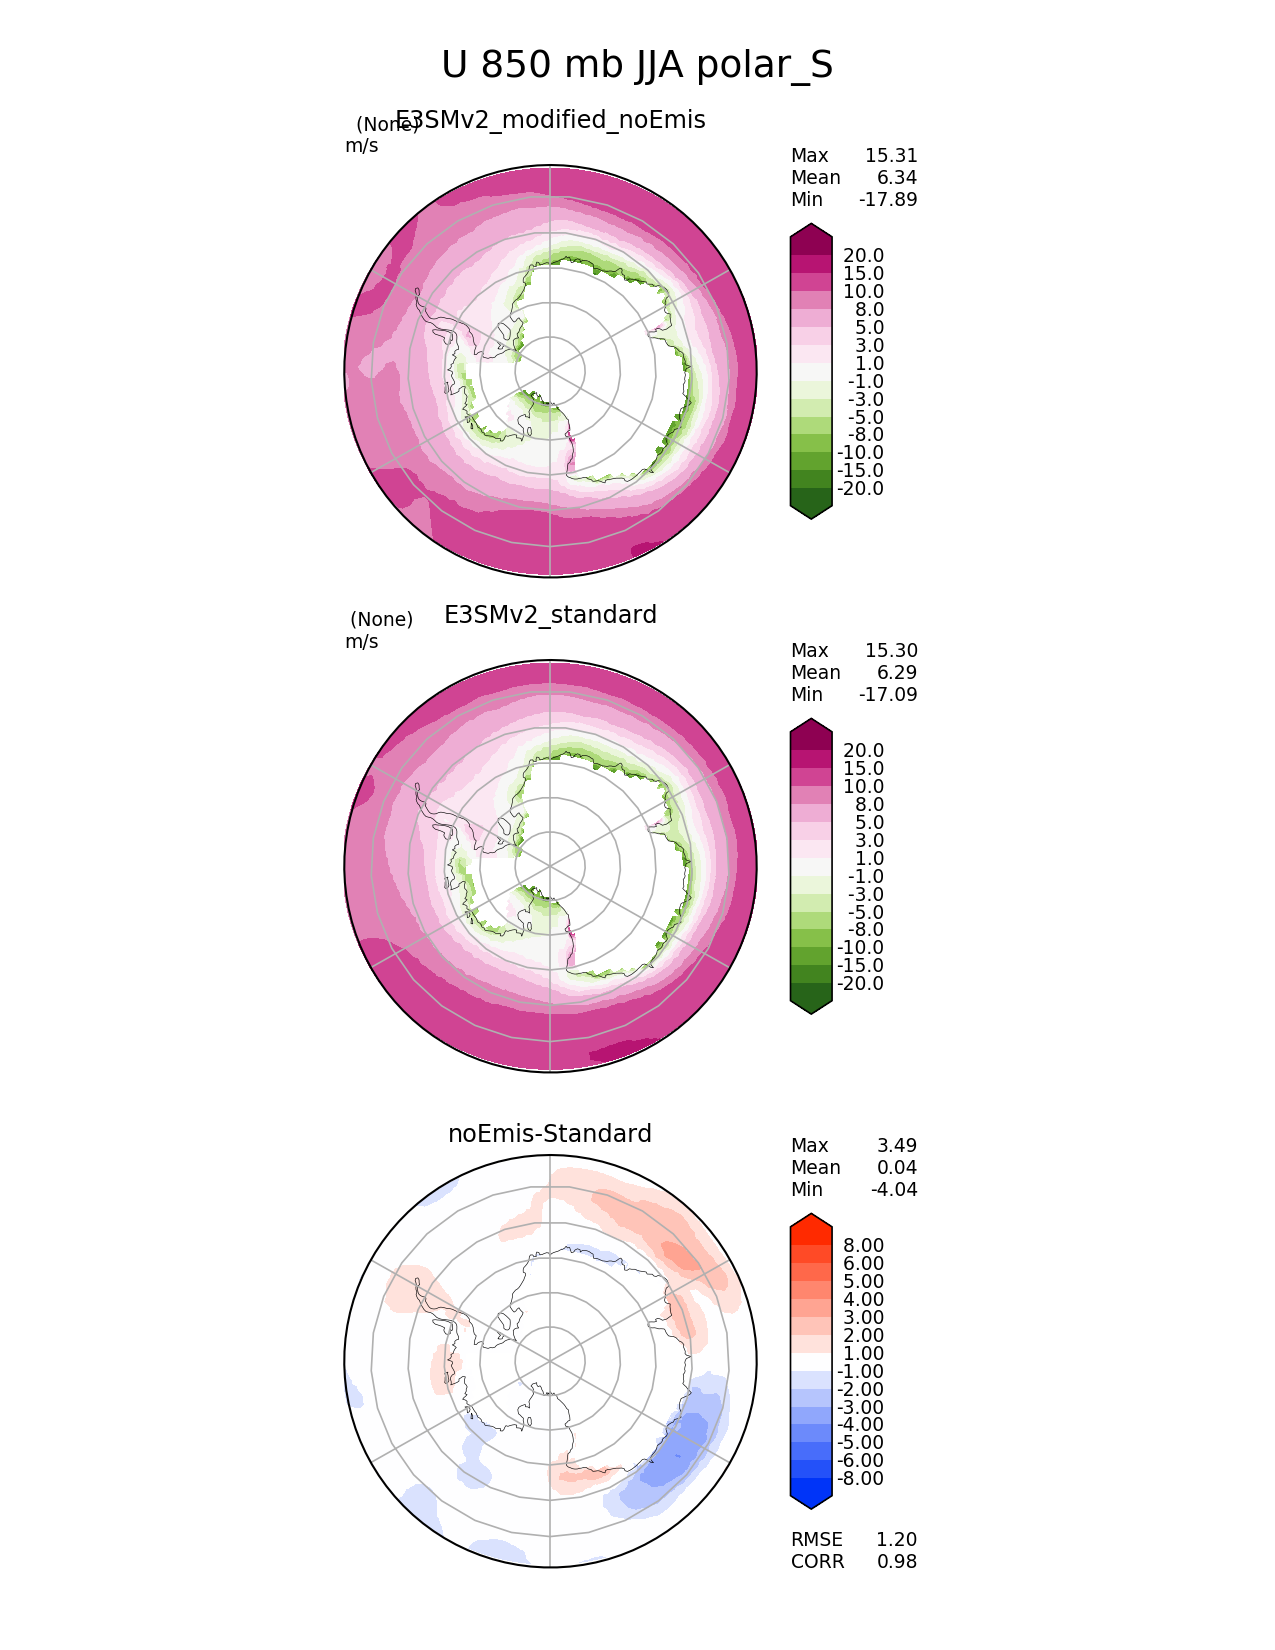 U 850 mb JJA polar_S
E3SMv2_modified_noEmis
(None)
m/s
Max 15.31
Mean 6.34
Min -17.89
20.0
15.0
10.0
8.0
5.0
3.0
1.0
-1.0
-3.0
-5.0
-8.0
-10.0
-15.0
-20.0
E3SMv2_standard
(None)
m/s
Max 15.30
Mean 6.29
Min -17.09
20.0
15.0
10.0
8.0
5.0
3.0
1.0
-1.0
-3.0
-5.0
-8.0
-10.0
-15.0
-20.0
noEmis-Standard
Max 3.49
Mean 0.04
Min -4.04
8.00
6.00
5.00
4.00
3.00
2.00
1.00
-1.00
-2.00
-3.00
-4.00
-5.00
-6.00
-8.00
RMSE 1.20
CORR 0.98